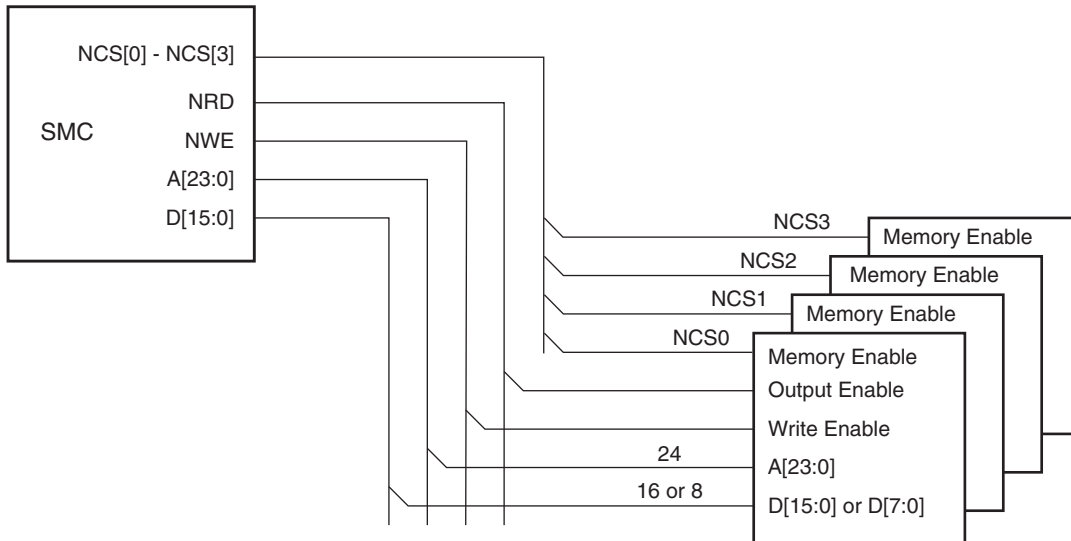 NCS[0] - NCS[3]
NRD
SMC
NWE
A[23:0]
D[15:0]
NCS3
Memory Enable
NCS2
Memory Enable
NCS1
Memory Enable
NCS0
Memory Enable
Output Enable
Write Enable
24
A[23:0]
16 or 8
D[15:0] or D[7:0]